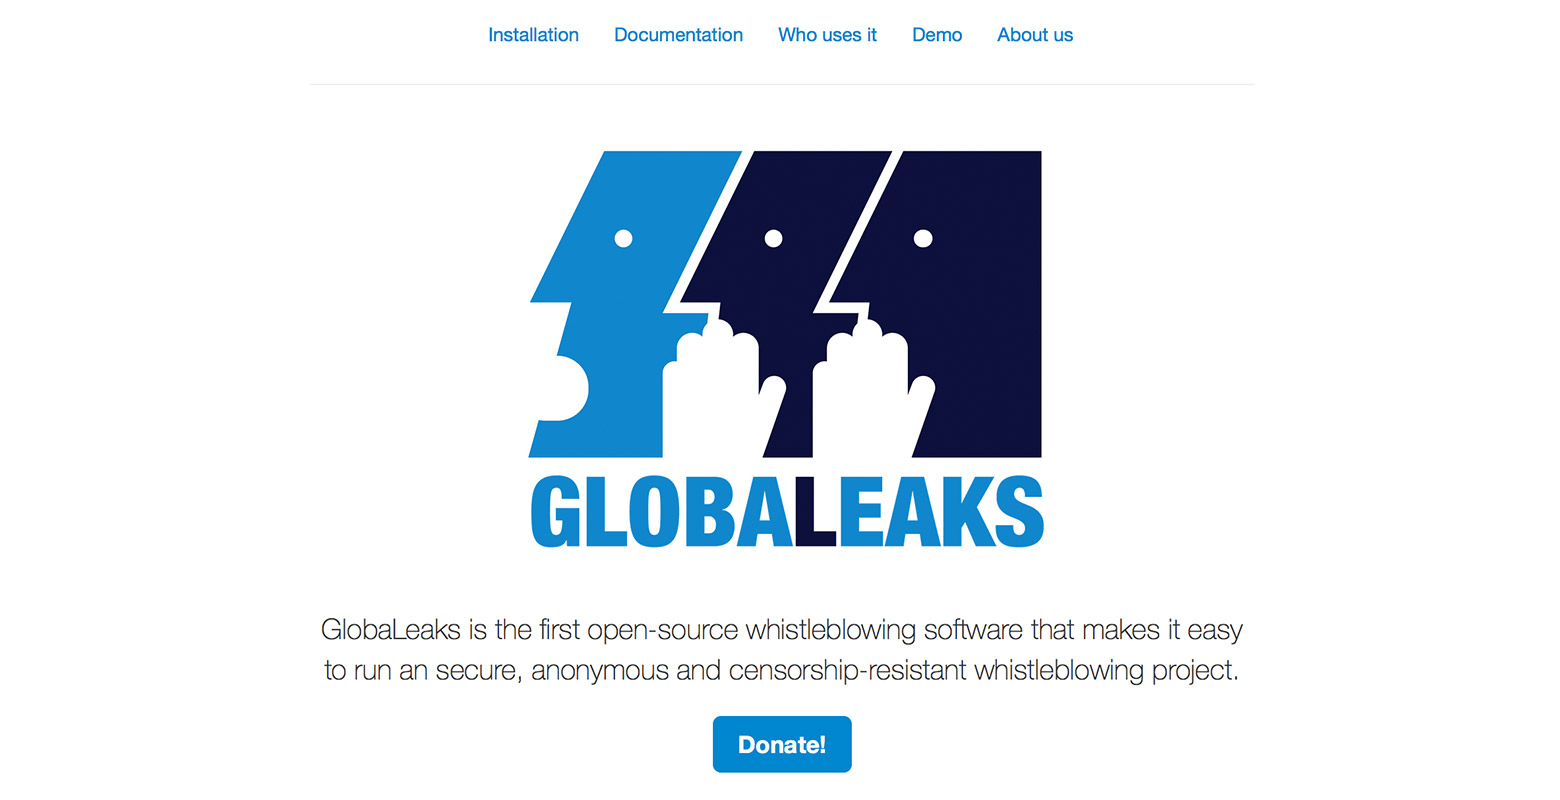 Installation Documentation Who uses it Demo About us
GLOBALEAKS
GlobaLeaks is the first open-source whistleblowing software that makes it easy
to run an secure, anonymous and censorship-resistant whistleblowing project.
Donate!